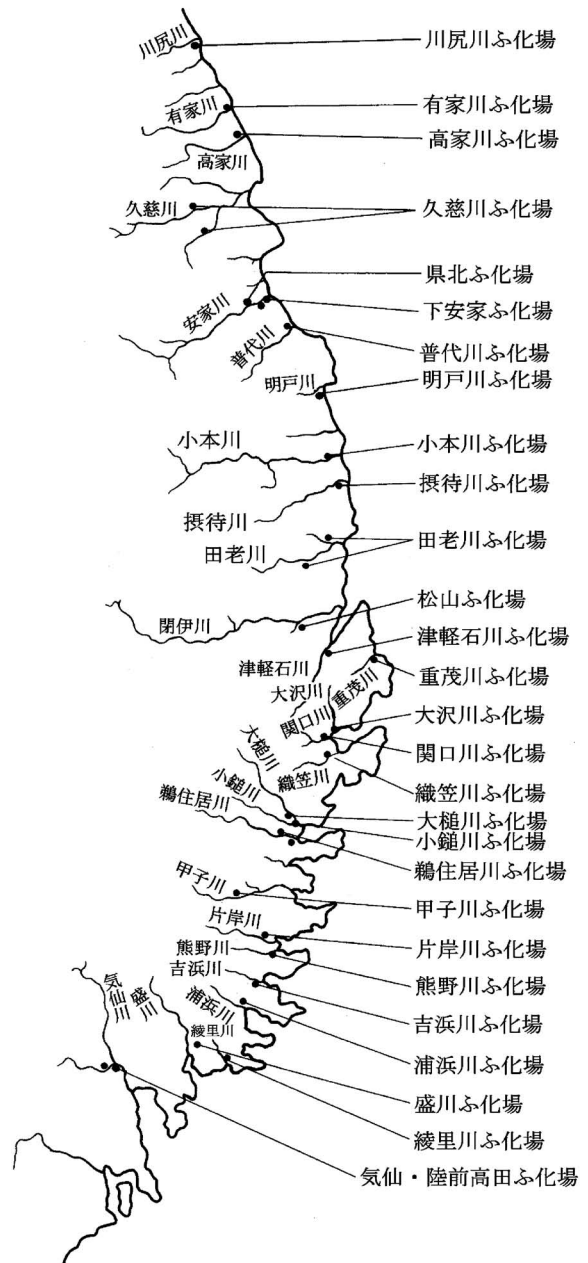 川尻川
川尻川ふ化場
有家川
有家川ふ化場
高家川
高家川ふ化場
久慈川
久慈川ふ化場
県北ふ化場
安家川
下安家ふ化場
普代川
普代川ふ化場
明戸川
明戸川ふ化場
小本川
小本川ふ化場
摂待川
摂待川ふ化場
田老川
田老川ふ化場
閉伊川
松山ふ化場
津軽石川
津軽石川ふ化場
重茂川
重茂川ふ化場
大沢川
大沢川ふ化場
関口川
関口川ふ化場
織笠川
織笠川ふ化場
大槌川
大槌川ふ化場
小鎚川
小鎚川ふ化場
鵜住居川
鵜住居川ふ化場
甲子川
甲子川ふ化場
片岸川
片岸川ふ化場
熊野川
熊野川ふ化場
吉浜川
吉浜川ふ化場
浦浜川
浦浜川ふ化場
盛川
盛川ふ化場
綾里川
綾里川ふ化場
気仙川
気仙・陸前高田ふ化場